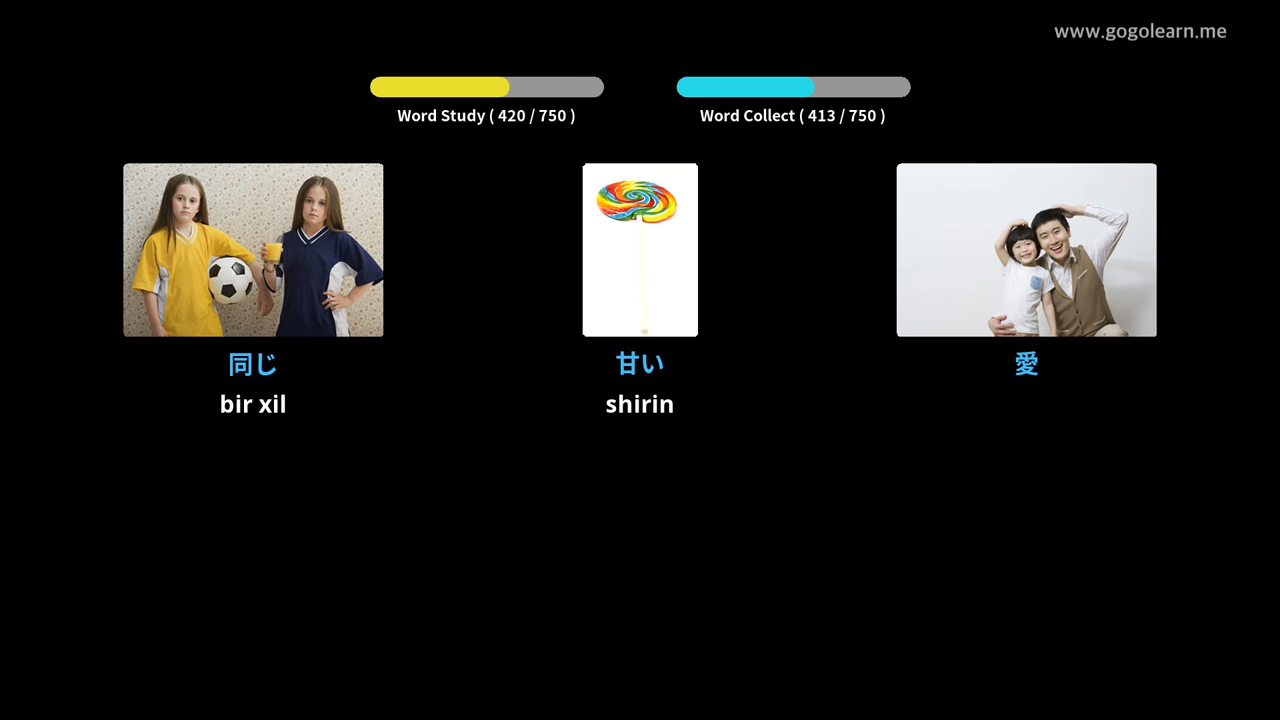 www.gogolearn.me
Word Study ( 420 / 750 )
Word Collect ( 413 / 750 )
同じ
甘い
愛
bir xil
shirin